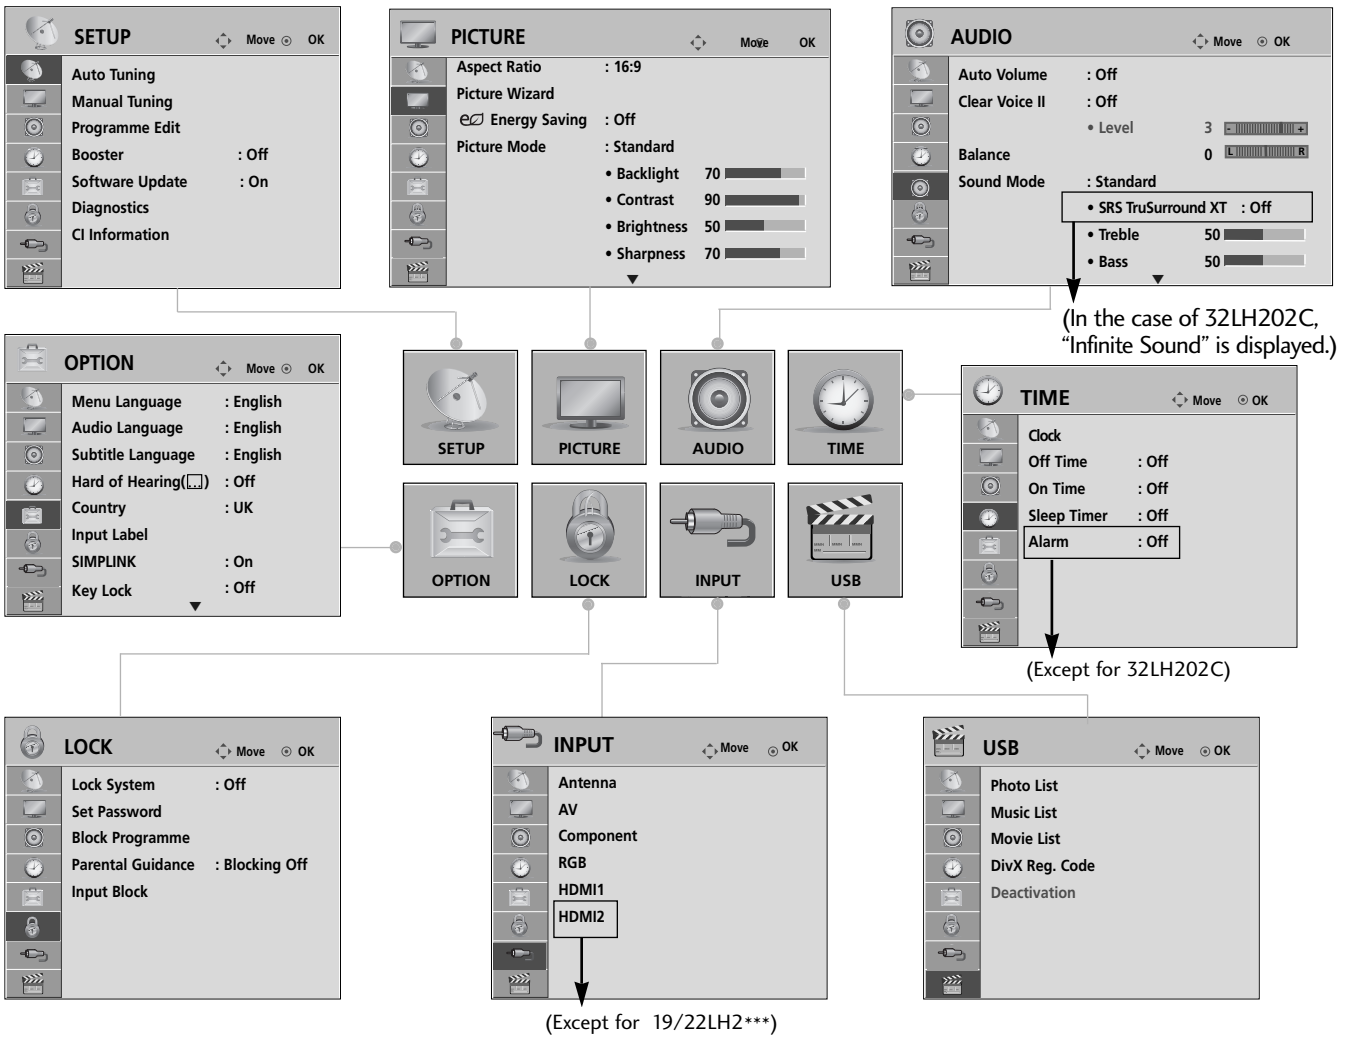 SETUP
Move OK
Auto Tuning
Manual Tuning
Programme Edit
Booster : Off
Software Update : On
Diagnostics
CI Information
PICTURE
Move OK
Aspect Ratio : 16:9
Picture Wizard
Energy Saving : Off
Picture Mode : Standard
• Backlight 70
• Contrast 90
• Brightness 50
• Sharpness 70
AUDIO
Move OK
Auto Volume : Off
Clear Voice II : Off
• Level 3 - +
Balance 0 L R
Sound Mode : Standard
• SRS TruSurround XT : Off
• Treble 50
• Bass 50
(In the case of 32LH202C,
“Infinite Sound” is displayed.)
OPTION
Move OK
Menu Language : English
Audio Language : English
Subtitle Language : English
Hard of Hearing( ) : Off
Country : UK
Input Label
SIMPLINK : On
Key Lock : Off
SETUP
PICTURE
AUDIO
TIME
OPTION
LOCK
INPUT
USB
TIME
Move OK
Clock
Off Time : Off
On Time : Off
Sleep Timer : Off
Alarm : Off
(Except for 32LH202C)
LOCK
Move OK
Lock System : Off
Set Password
Block Programme
Parental Guidance : Blocking Off
Input Block
INPUT
Move OK
Antenna
AV
Component
RGB
HDMI1
HDMI2
(Except for 19/22LH2***)
USB
Move OK
Photo List
Music List
Movie List
DivX Reg. Code
Deactivation